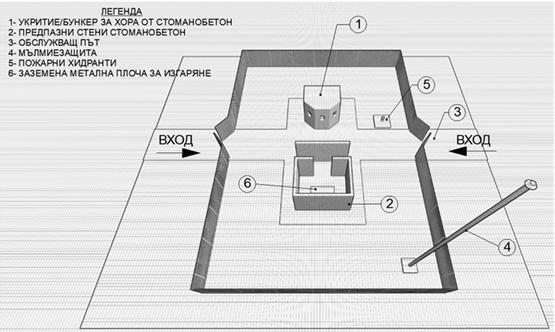 ЛЕГЕНДА
1- УКРИТИЕ/БУНКЕР ЗА ХОРА ОТ СТОМАНОБЕТОН
2- ПРЕДПАЗНИ СТЕНИ СТОМАНОБЕТОН
3- ОБСЛУЖВАЩ ПЪТ
4- МЪЛМИЕЗАЩИТА
5- ПОЖАРНИ ХИДРАНТИ
6- ЗАЗЕМЕНА МЕТАЛНА ПЛОЧА ЗА ИЗГАРЯНЕ
1
5
3
ВХОД
ВХОД
6
2
4